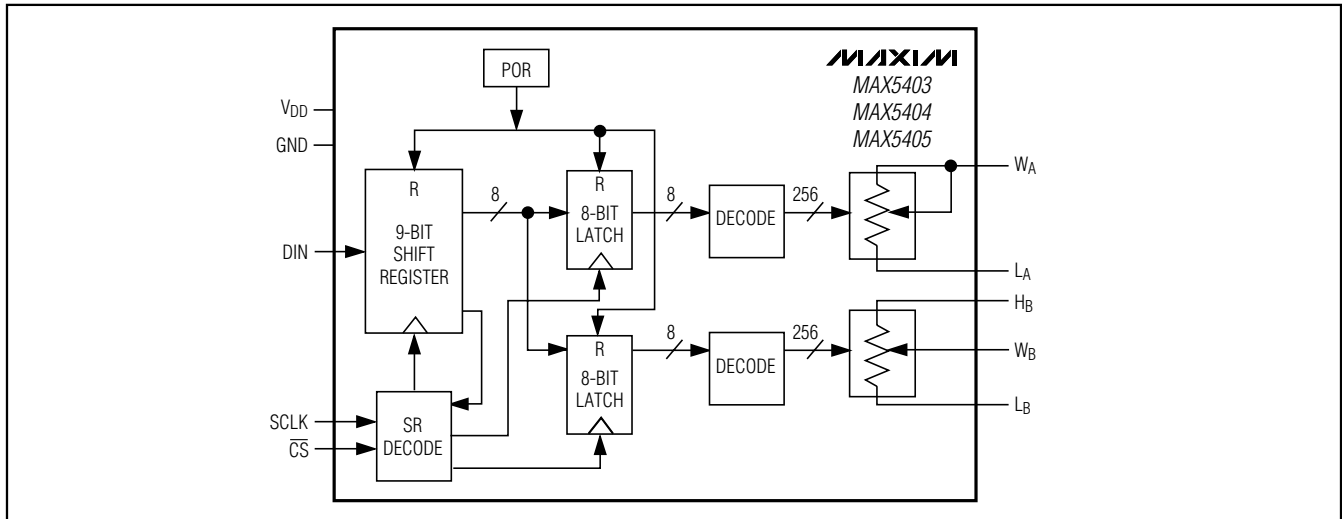 POR
MAXIM
MAX5403
MAX5404
MAX5405
VDD
GND
DIN
SCLK
CS
R
9-BIT
SHIFT
REGISTER
8
R
8-BIT
LATCH
8
DECODE
256
WA
LA
SR
DECODE
R
8-BIT
LATCH
8
DECODE
256
HB
WB
LB